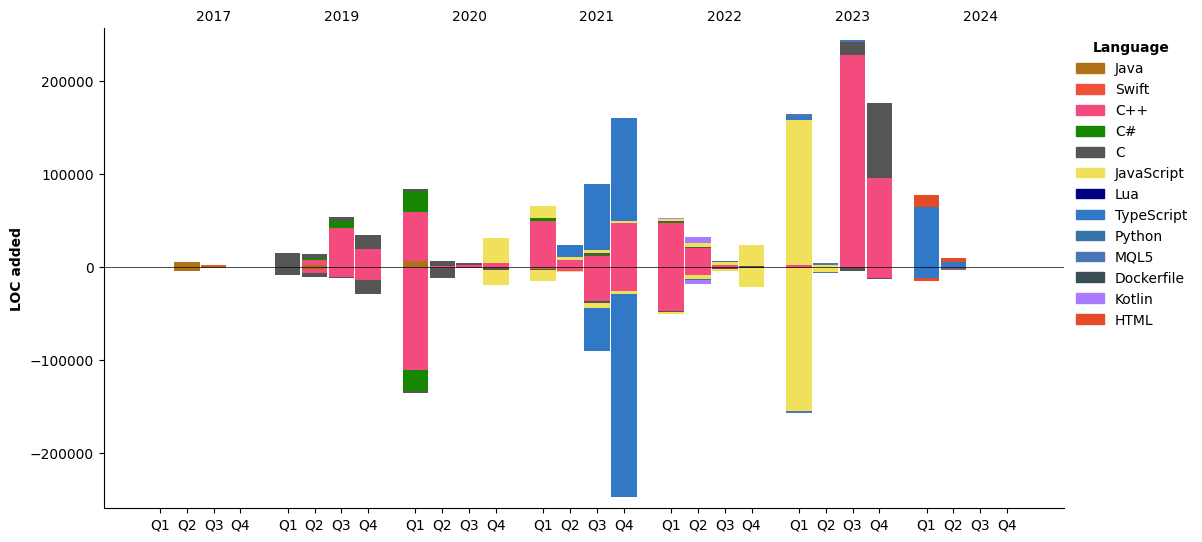 2017 2019 2020 2021 2022 2023 2024
LOC added
200000
100000
0
−100000
−200000
Q1 Q2 Q3 Q4 Q1 Q2 Q3 Q4 Q1 Q2 Q3 Q4 Q1 Q2 Q3 Q4 Q1 Q2 Q3 Q4 Q1 Q2 Q3 Q4 Q1 Q2 Q3 Q4
Language
Java
Swift
C++
C#
C
JavaScript
Lua
TypeScript
Python
MQL5
Dockerfile
Kotlin
HTML